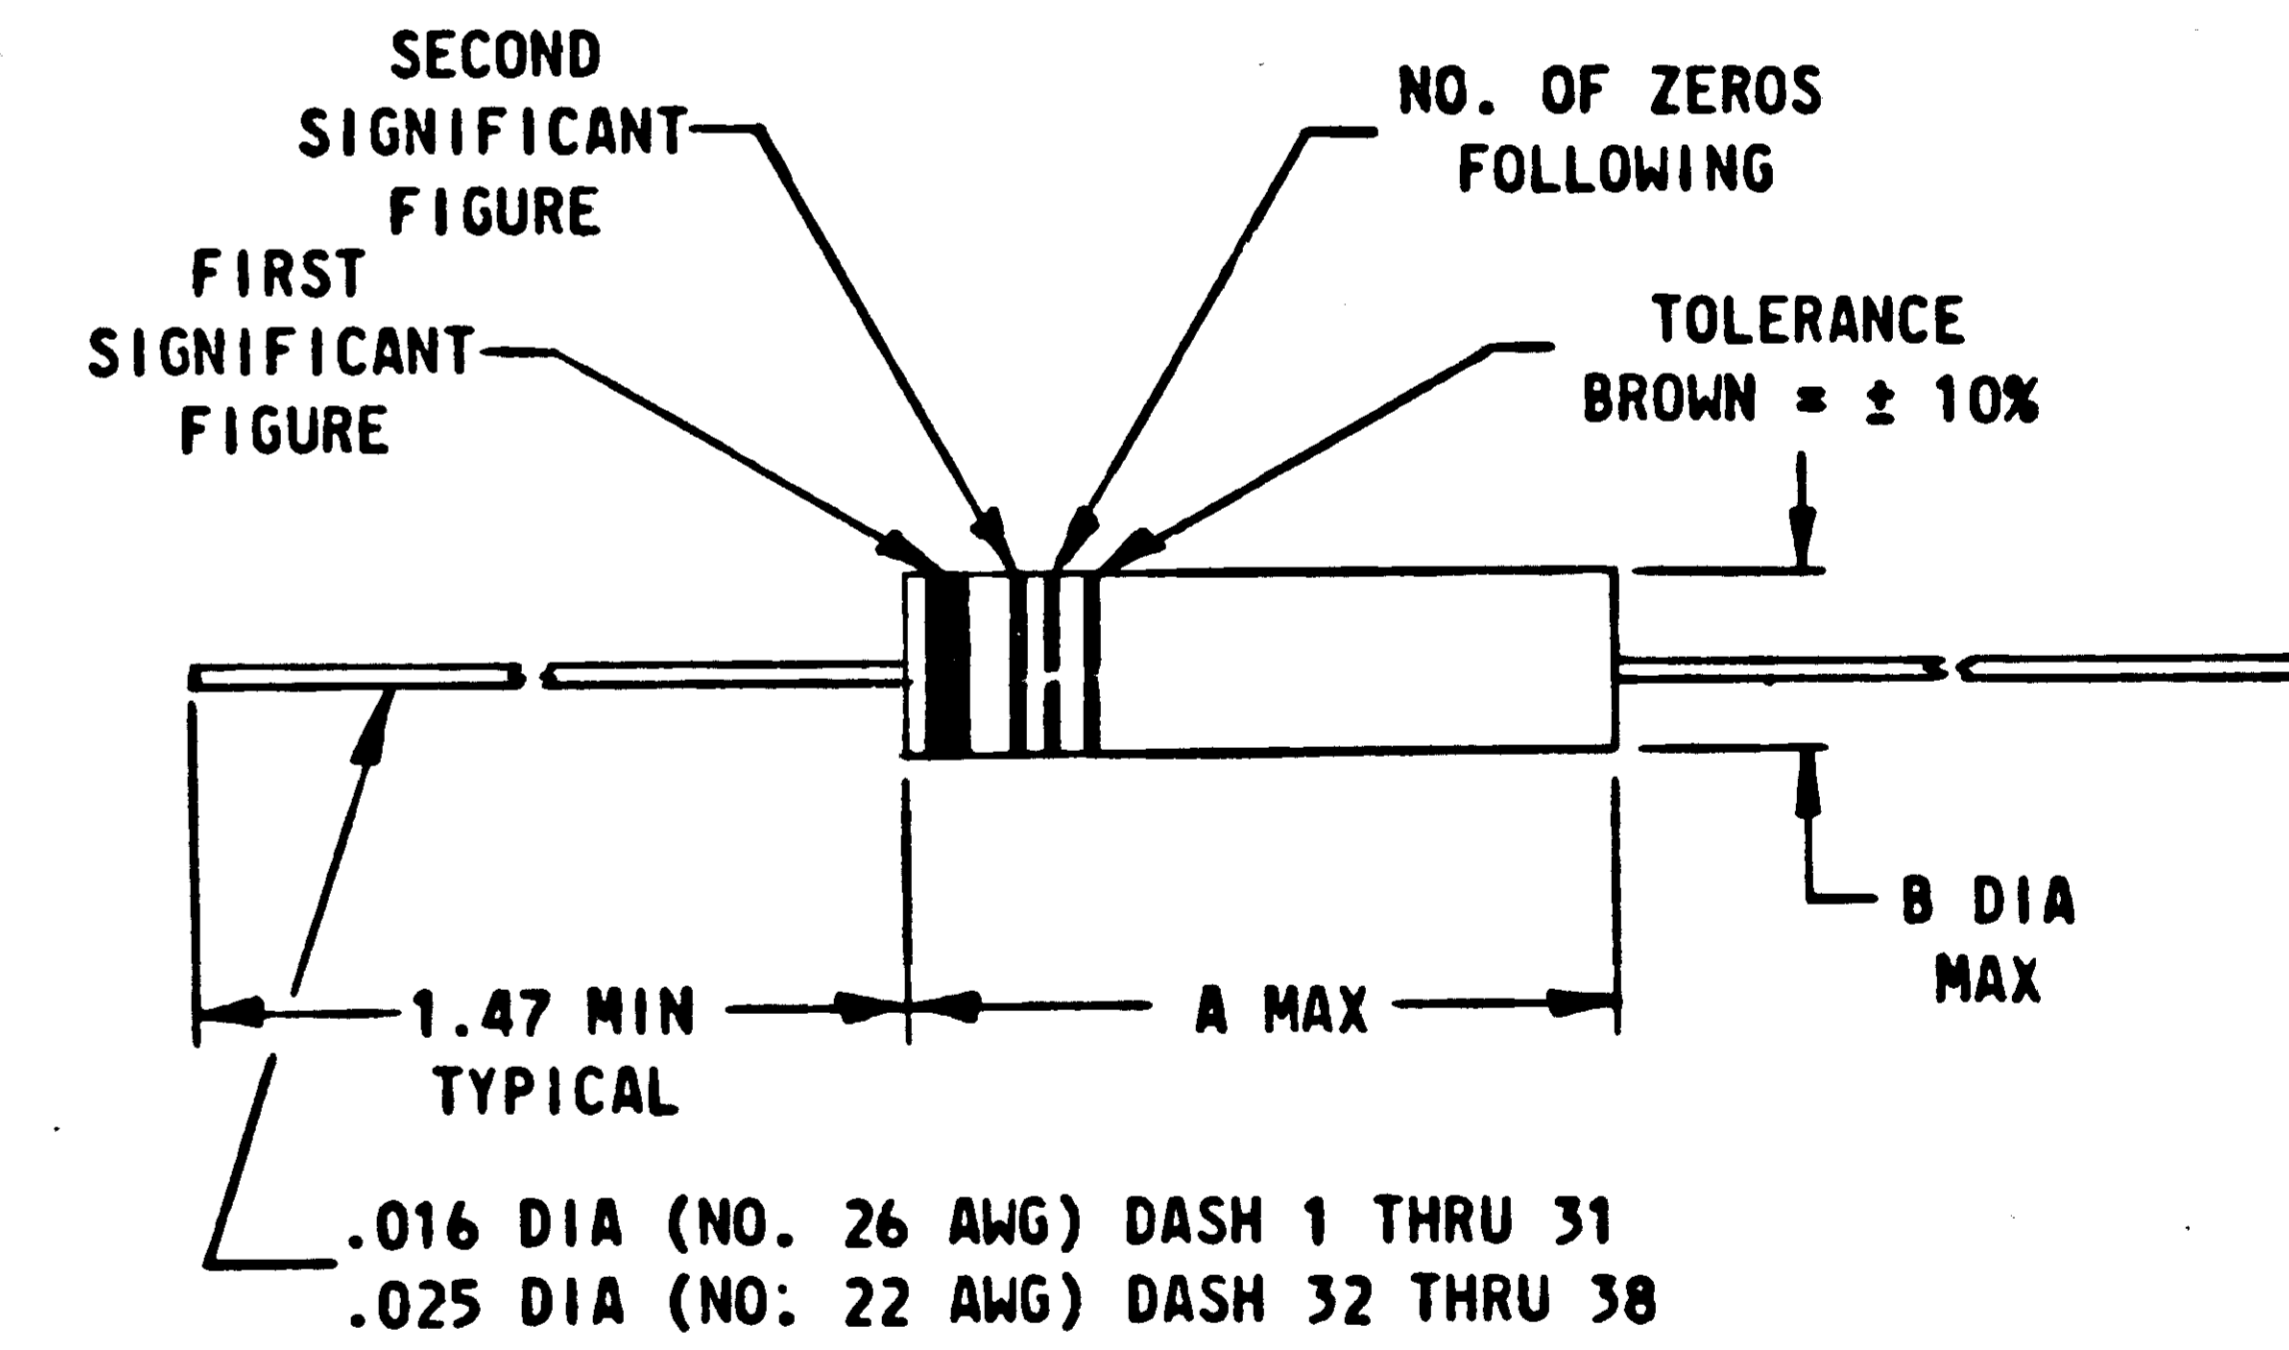 SECOND
SIGNIFICANT
FIGURE
NO. OF ZEROS
FOLLOWING
FIRST
SIGNIFICANT
FIGURE
TOLERANCE
BROWN = ± 10%
B DIA
MAX
1.47 MIN
TYPICAL
A MAX
.016 DIA (NO. 26 AWG) DASH 1 THRU 31
.025 DIA (NO: 22 AWG) DASH 32 THRU 38